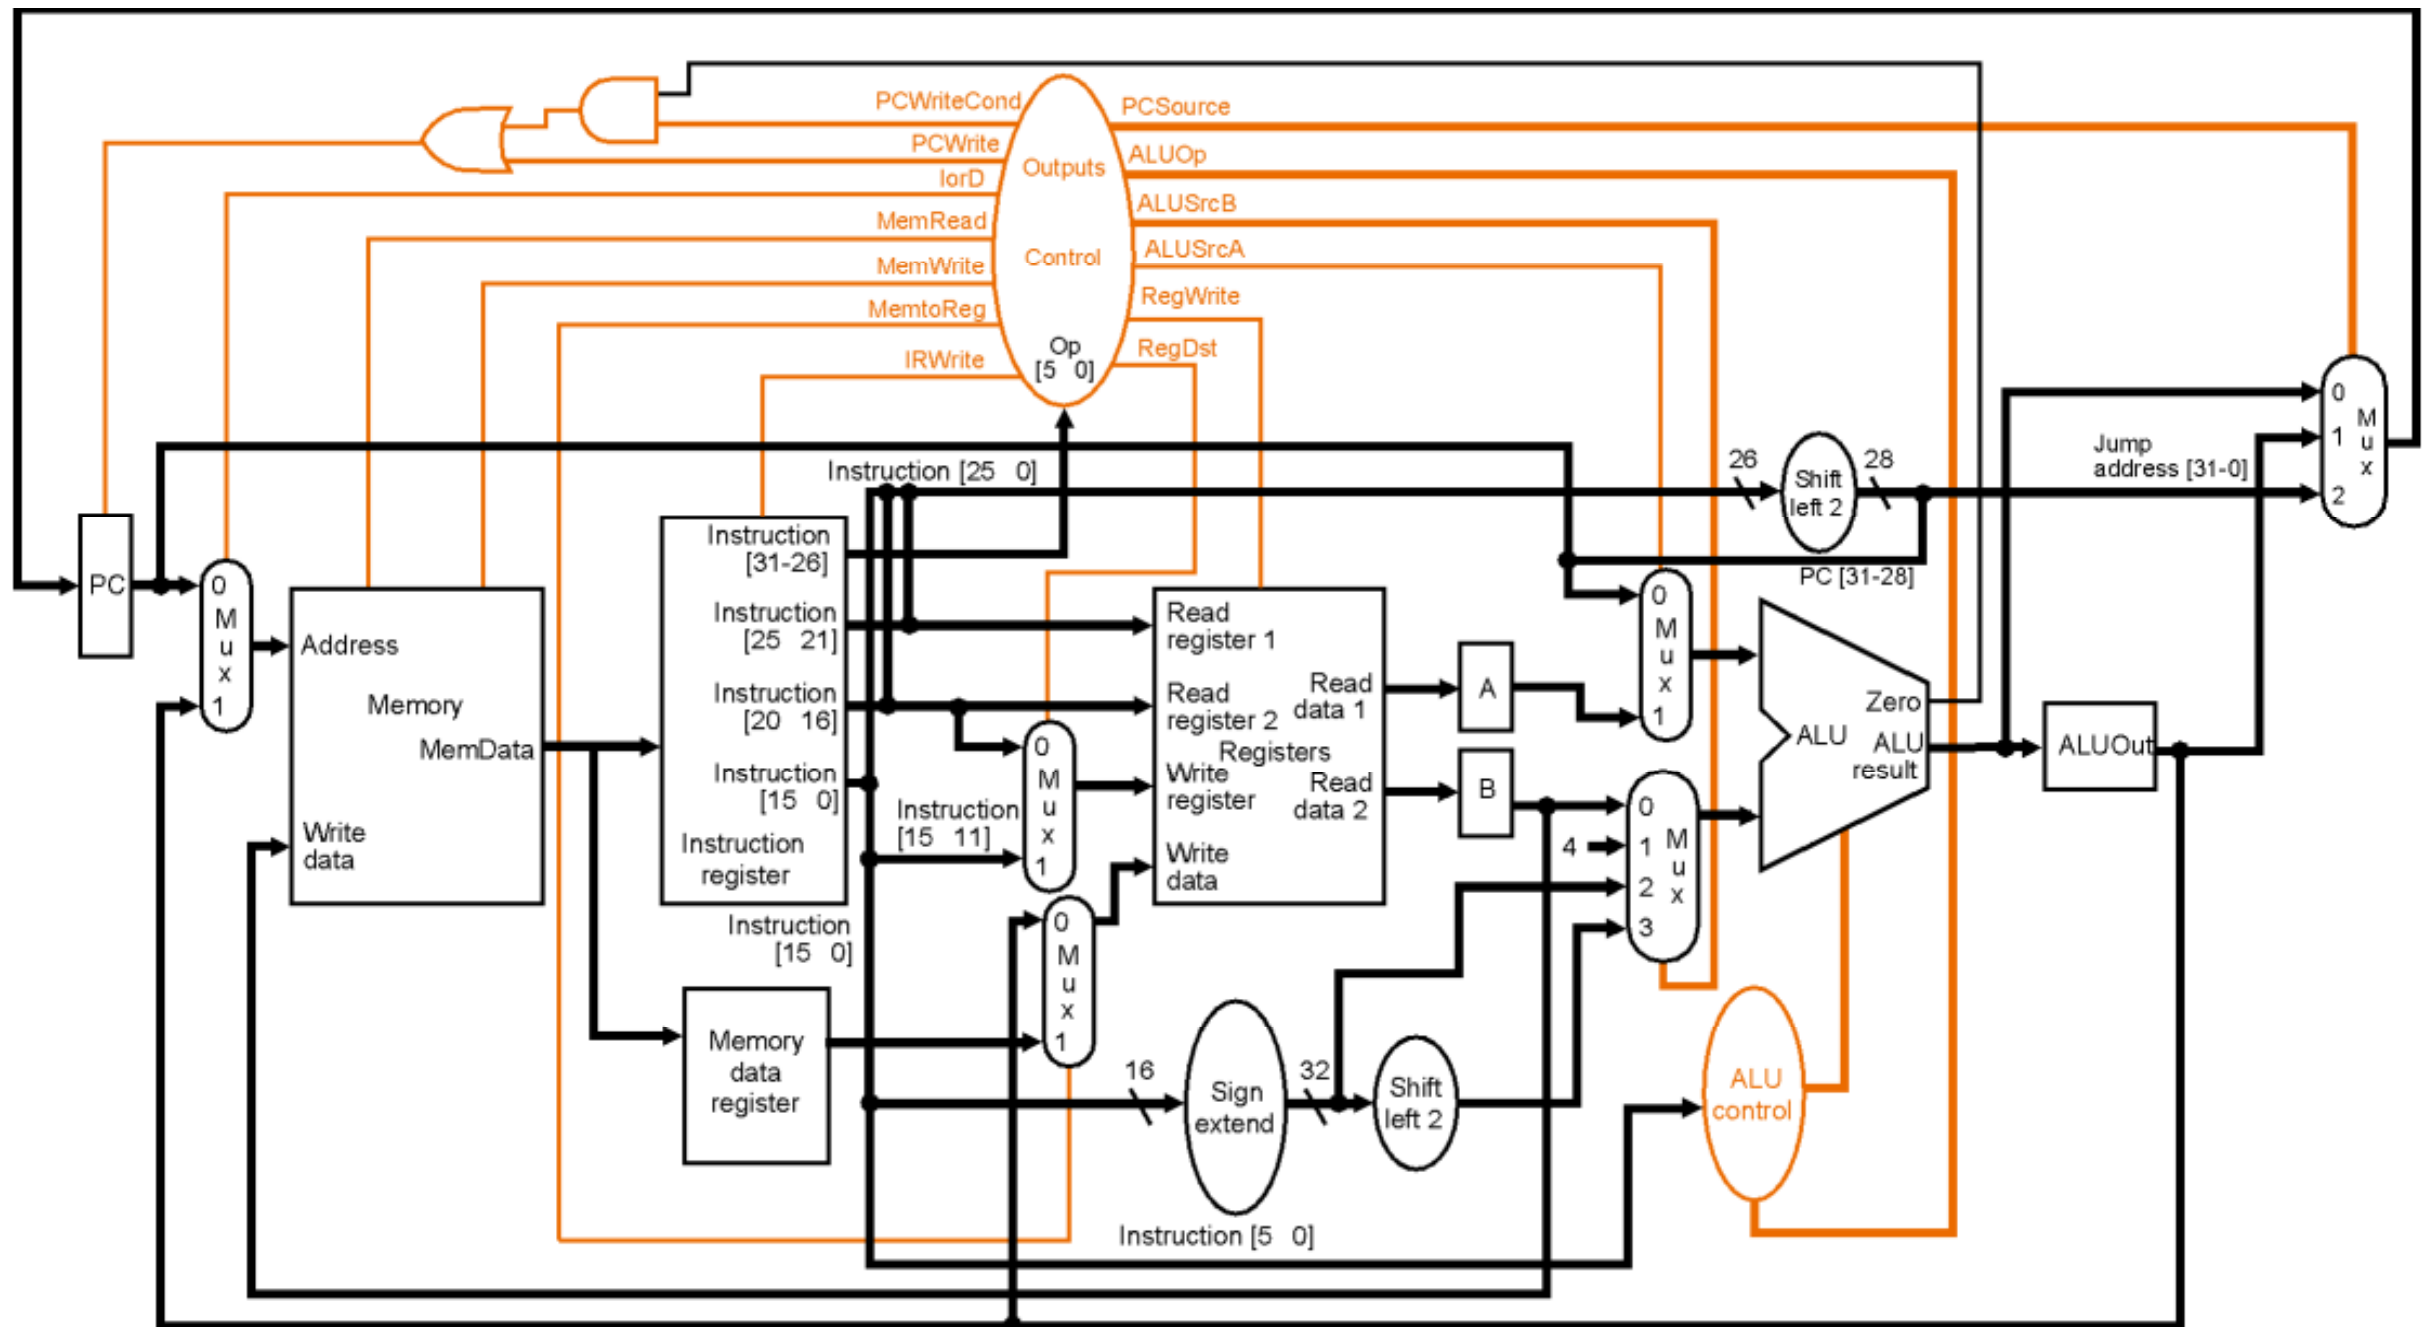 PCWriteCond
PCWrite
IorD
MemRead
MemWrite
MemtoReg
IRWrite
Outputs
Control
Op
[5 0]
PCSource
ALUOp
ALUSrcB
ALUSrcA
RegWrite
RegDst
Instruction [25 0]
26
Shift
left 2
28
Jump
address [31-0]
PC [31-28]
0
1
2
M
u
x
PC
0
M
u
x
1
Address
Memory
MemData
Write
data
Instruction
[31-26]
Instruction
[25 21]
Instruction
[20 16]
Instruction
[15 0]
Instruction
register
Instruction
[15 0]
Instruction
[15 11]
0
M
u
x
1
Memory
data
register
0
M
u
x
1
Read
register 1
Read
register 2
Registers
Write
register
Write
data
Read
data 1
Read
data 2
A
B
0
M
u
x
1
4
0
1
2
3
M
u
x
Zero
ALU
ALU
result
ALUOut
16
Sign
extend
32
Shift
left 2
ALU
control
Instruction [5 0]